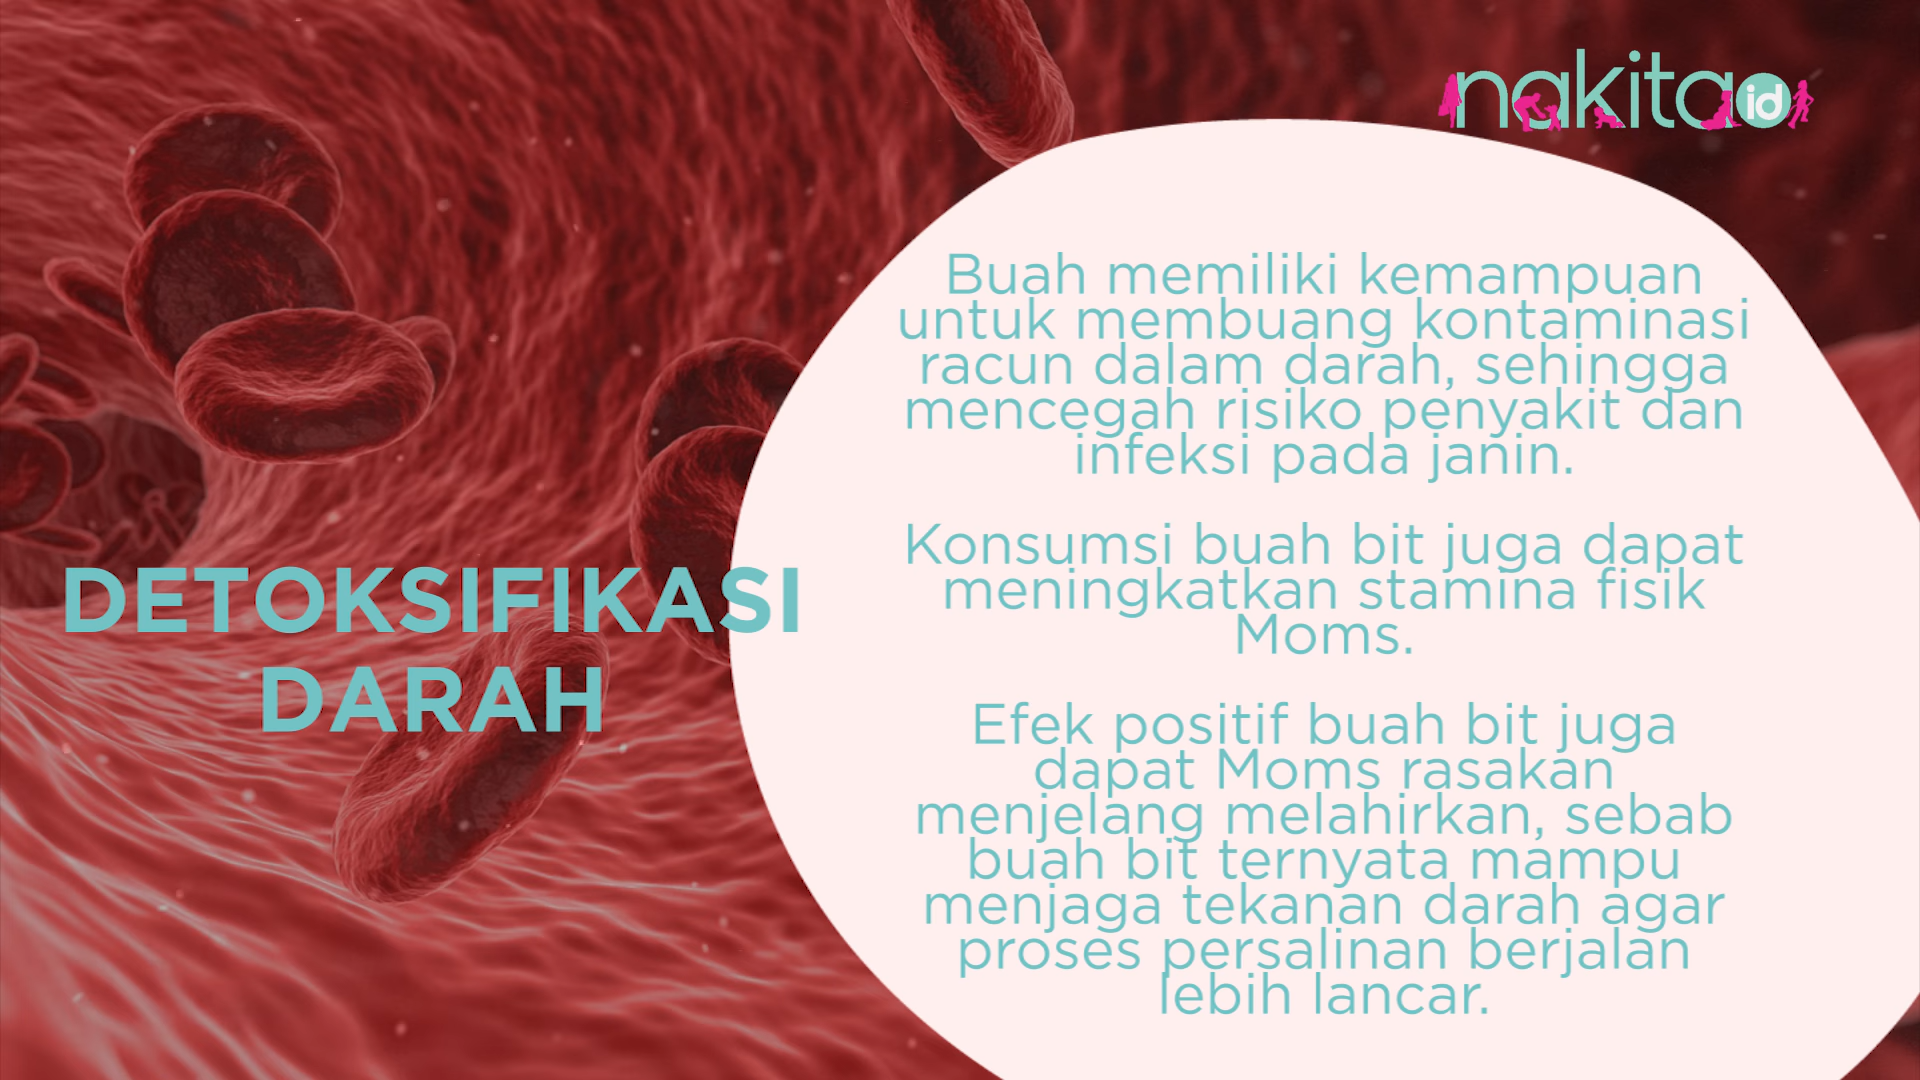 nakita id
Buah memiliki kemampuan
untuk membuang kontaminasi
racun dalam darah, sehingga
mencegah risiko penyakit dan
infeksi pada janin.
Konsumsi buah bit juga dapat
meningkatkan stamina fisik
Moms.
Efek positif buah bit juga
dapat Moms rasakan
menjelang melahirkan, sebab
buah bit ternyata mampu
menjaga tekanan darah agar
proses persalinan berjalan
lebih lancar.
DETOKSIFIKASI
DARAH